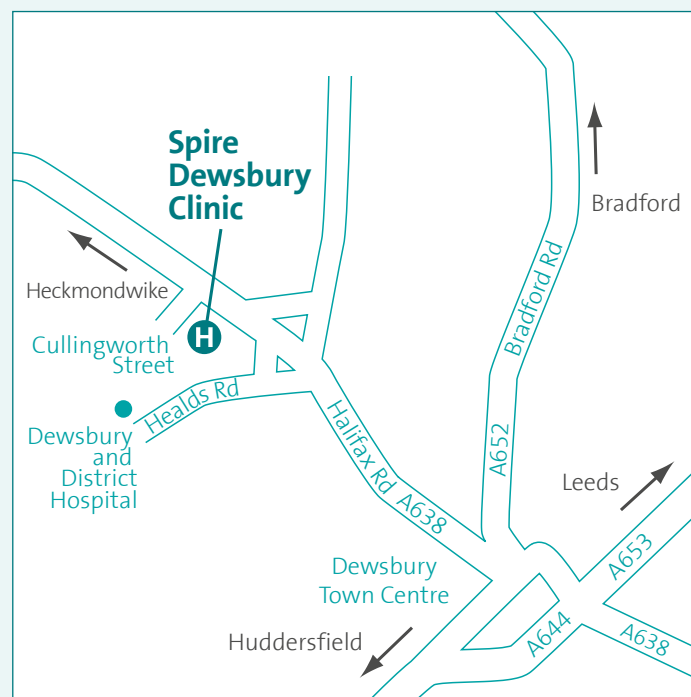 Spire
Dewsbury
Clinic
Bradford
Heckmondwike
Bradford Rd
H
Cullingworth
Street
Healds Rd
Dewsbury
and
District
Hospital
Halifax Rd A638
A652
Leeds
A653
Dewsbury
Town Centre
Huddersfield
A644
A638